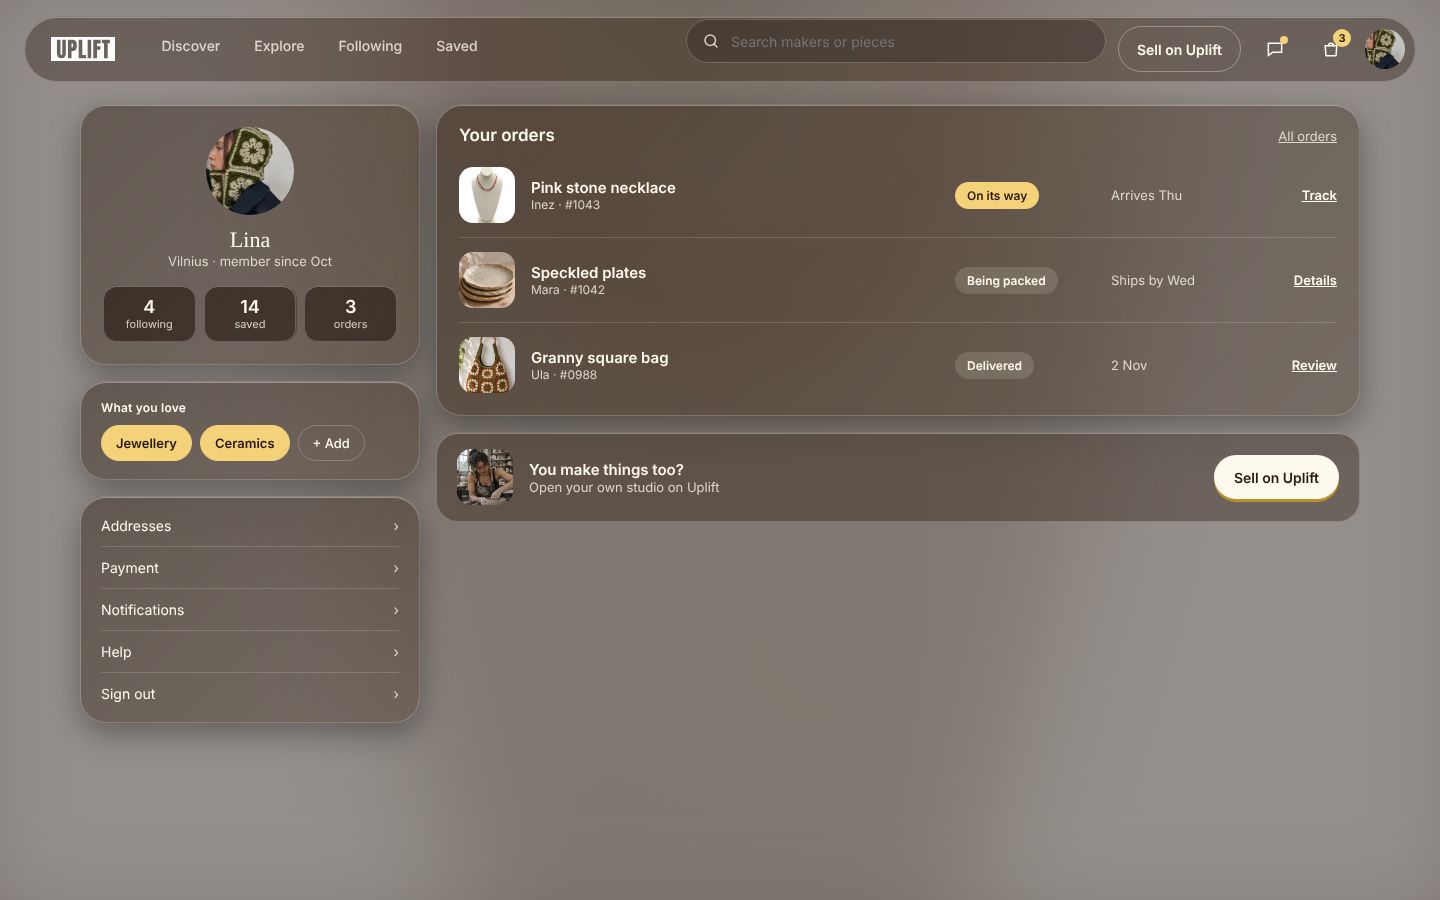 UPLIFT
Discover
Explore
Following
Saved
Search makers or pieces
Sell on Uplift
3
Lina
Vilnius · member since Oct
4
following
14
saved
3
orders
What you love
Jewellery
Ceramics
+ Add
Addresses ›
Payment ›
Notifications ›
Help ›
Sign out ›
Your orders
All orders
Pink stone necklace
Inez · #1043
On its way
Arrives Thu
Track
Speckled plates
Mara · #1042
Being packed
Ships by Wed
Details
Granny square bag
Ula · #0988
Delivered
2 Nov
Review
You make things too?
Open your own studio on Uplift
Sell on Uplift